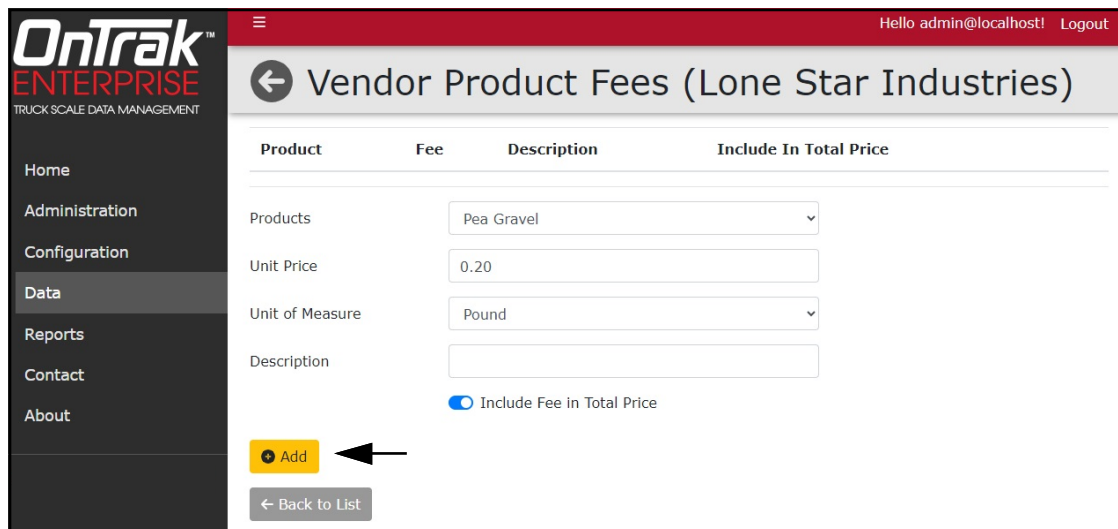 OnTrak™
ENTERPRISE
TRUCK SCALE DATA MANAGEMENT
Home
Administration
Configuration
Data
Reports
Contact
About
Hello admin@localhost! Logout
Vendor Product Fees (Lone Star Industries)
Product Fee Description Include In Total Price
Products Pea Gravel
Unit Price 0.20
Unit of Measure Pound
Description
Include Fee in Total Price
Add
Back to List